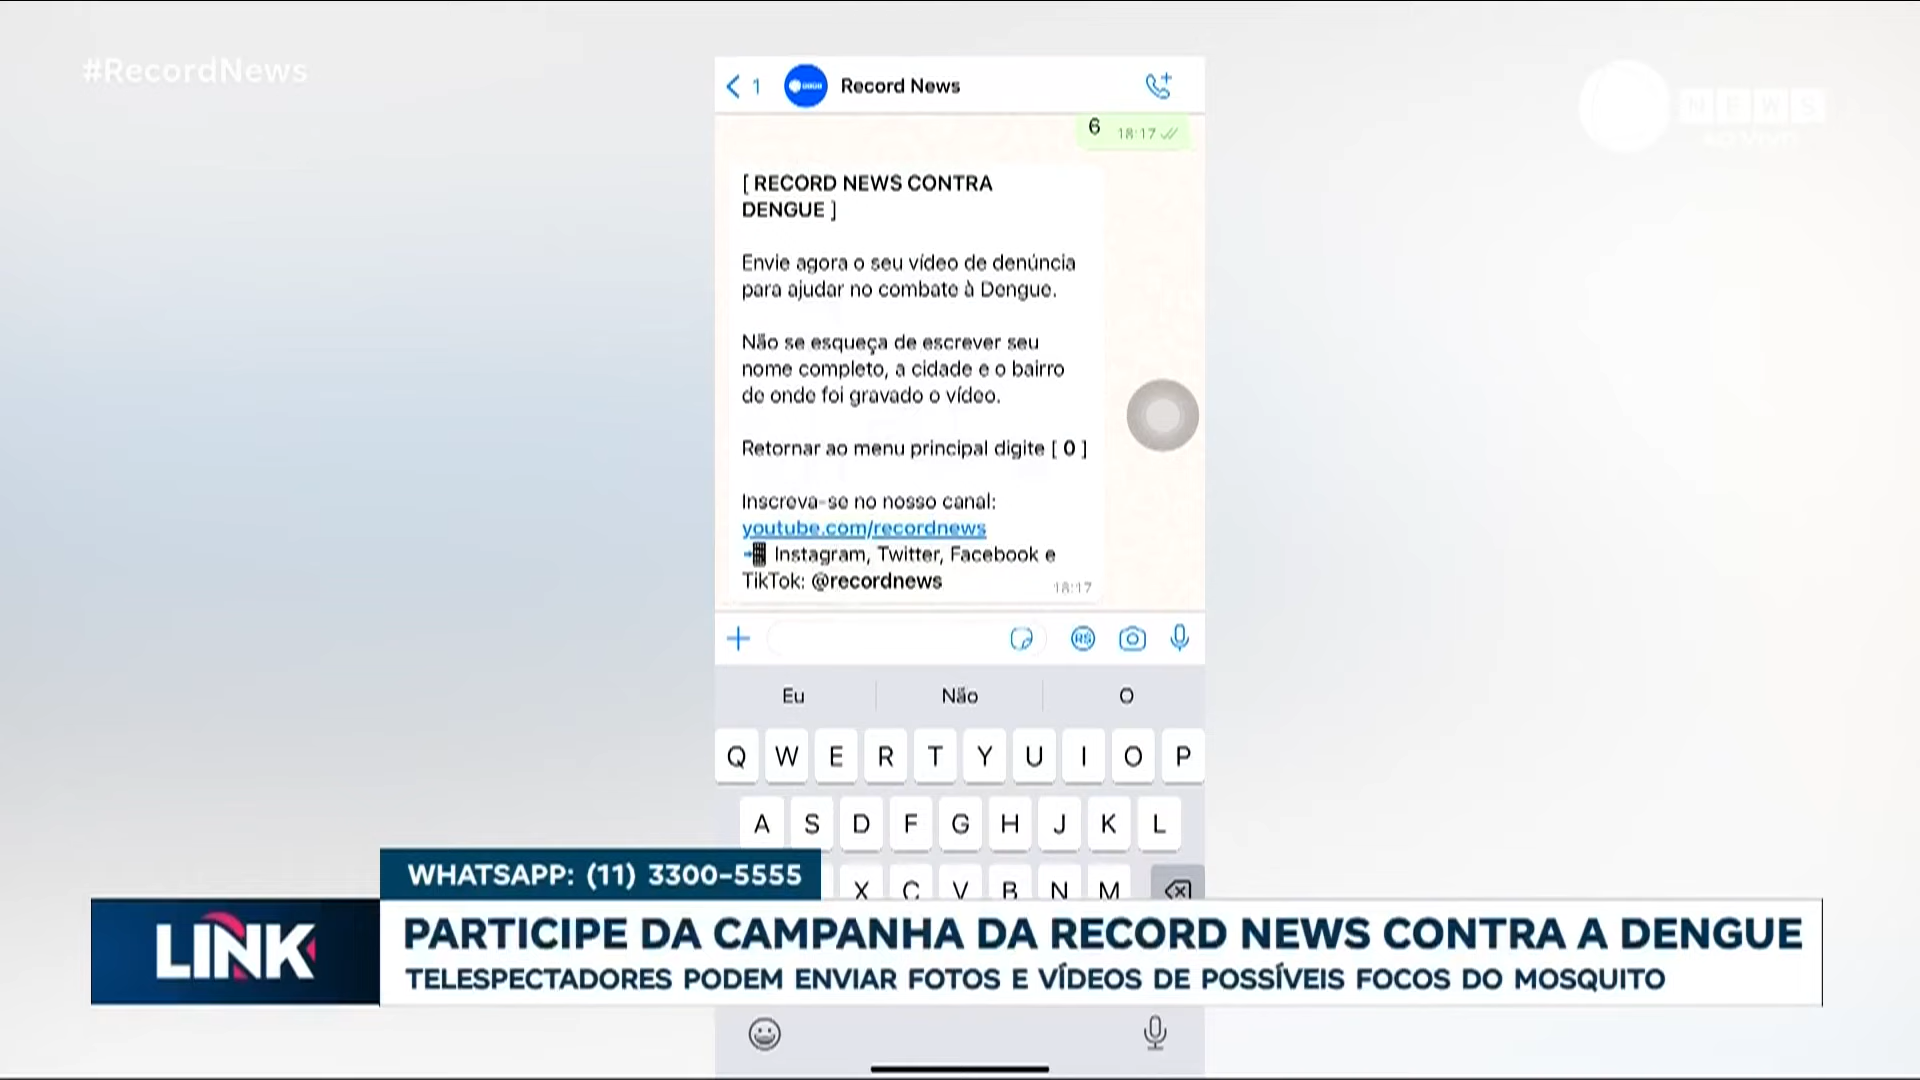 #RecordNews
NEWS
AO VIVO
1
Record News
6 18:17
[ RECORD NEWS CONTRA
DENGUE ]
Envie agora o seu vídeo de denúncia
para ajudar no combate à Dengue.
Não se esqueça de escrever seu
nome completo, a cidade e o bairro
de onde foi gravado o vídeo.
Retornar ao menu principal digite [ 0 ]
Inscreva-se no nosso canal:
youtube.com/recordnews
Instagram, Twitter, Facebook e
TikTok: @recordnews 18:17
R$
Eu Não O
Q W E R T Y U I O P
A S D F G H J K L
X C V B N M
WHATSAPP: (11) 3300-5555
LINK
PARTICIPE DA CAMPANHA DA RECORD NEWS CONTRA A DENGUE
TELESPECTADORES PODEM ENVIAR FOTOS E VÍDEOS DE POSSÍVEIS FOCOS DO MOSQUITO